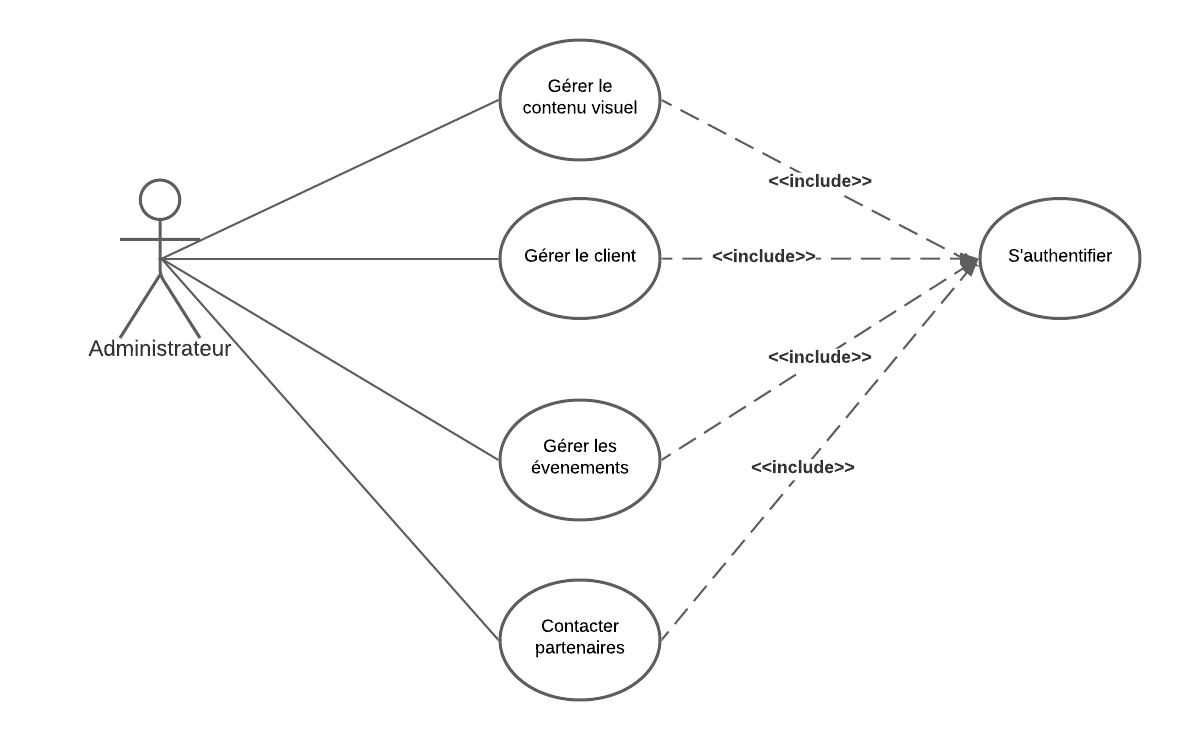 Gérer le
contenu visuel
<<include>>
Gérer le client
<<include>>
S'authentifier
Administrateur
<<include>>
Gérer les
évenements
<<include>>
Contacter
partenaires